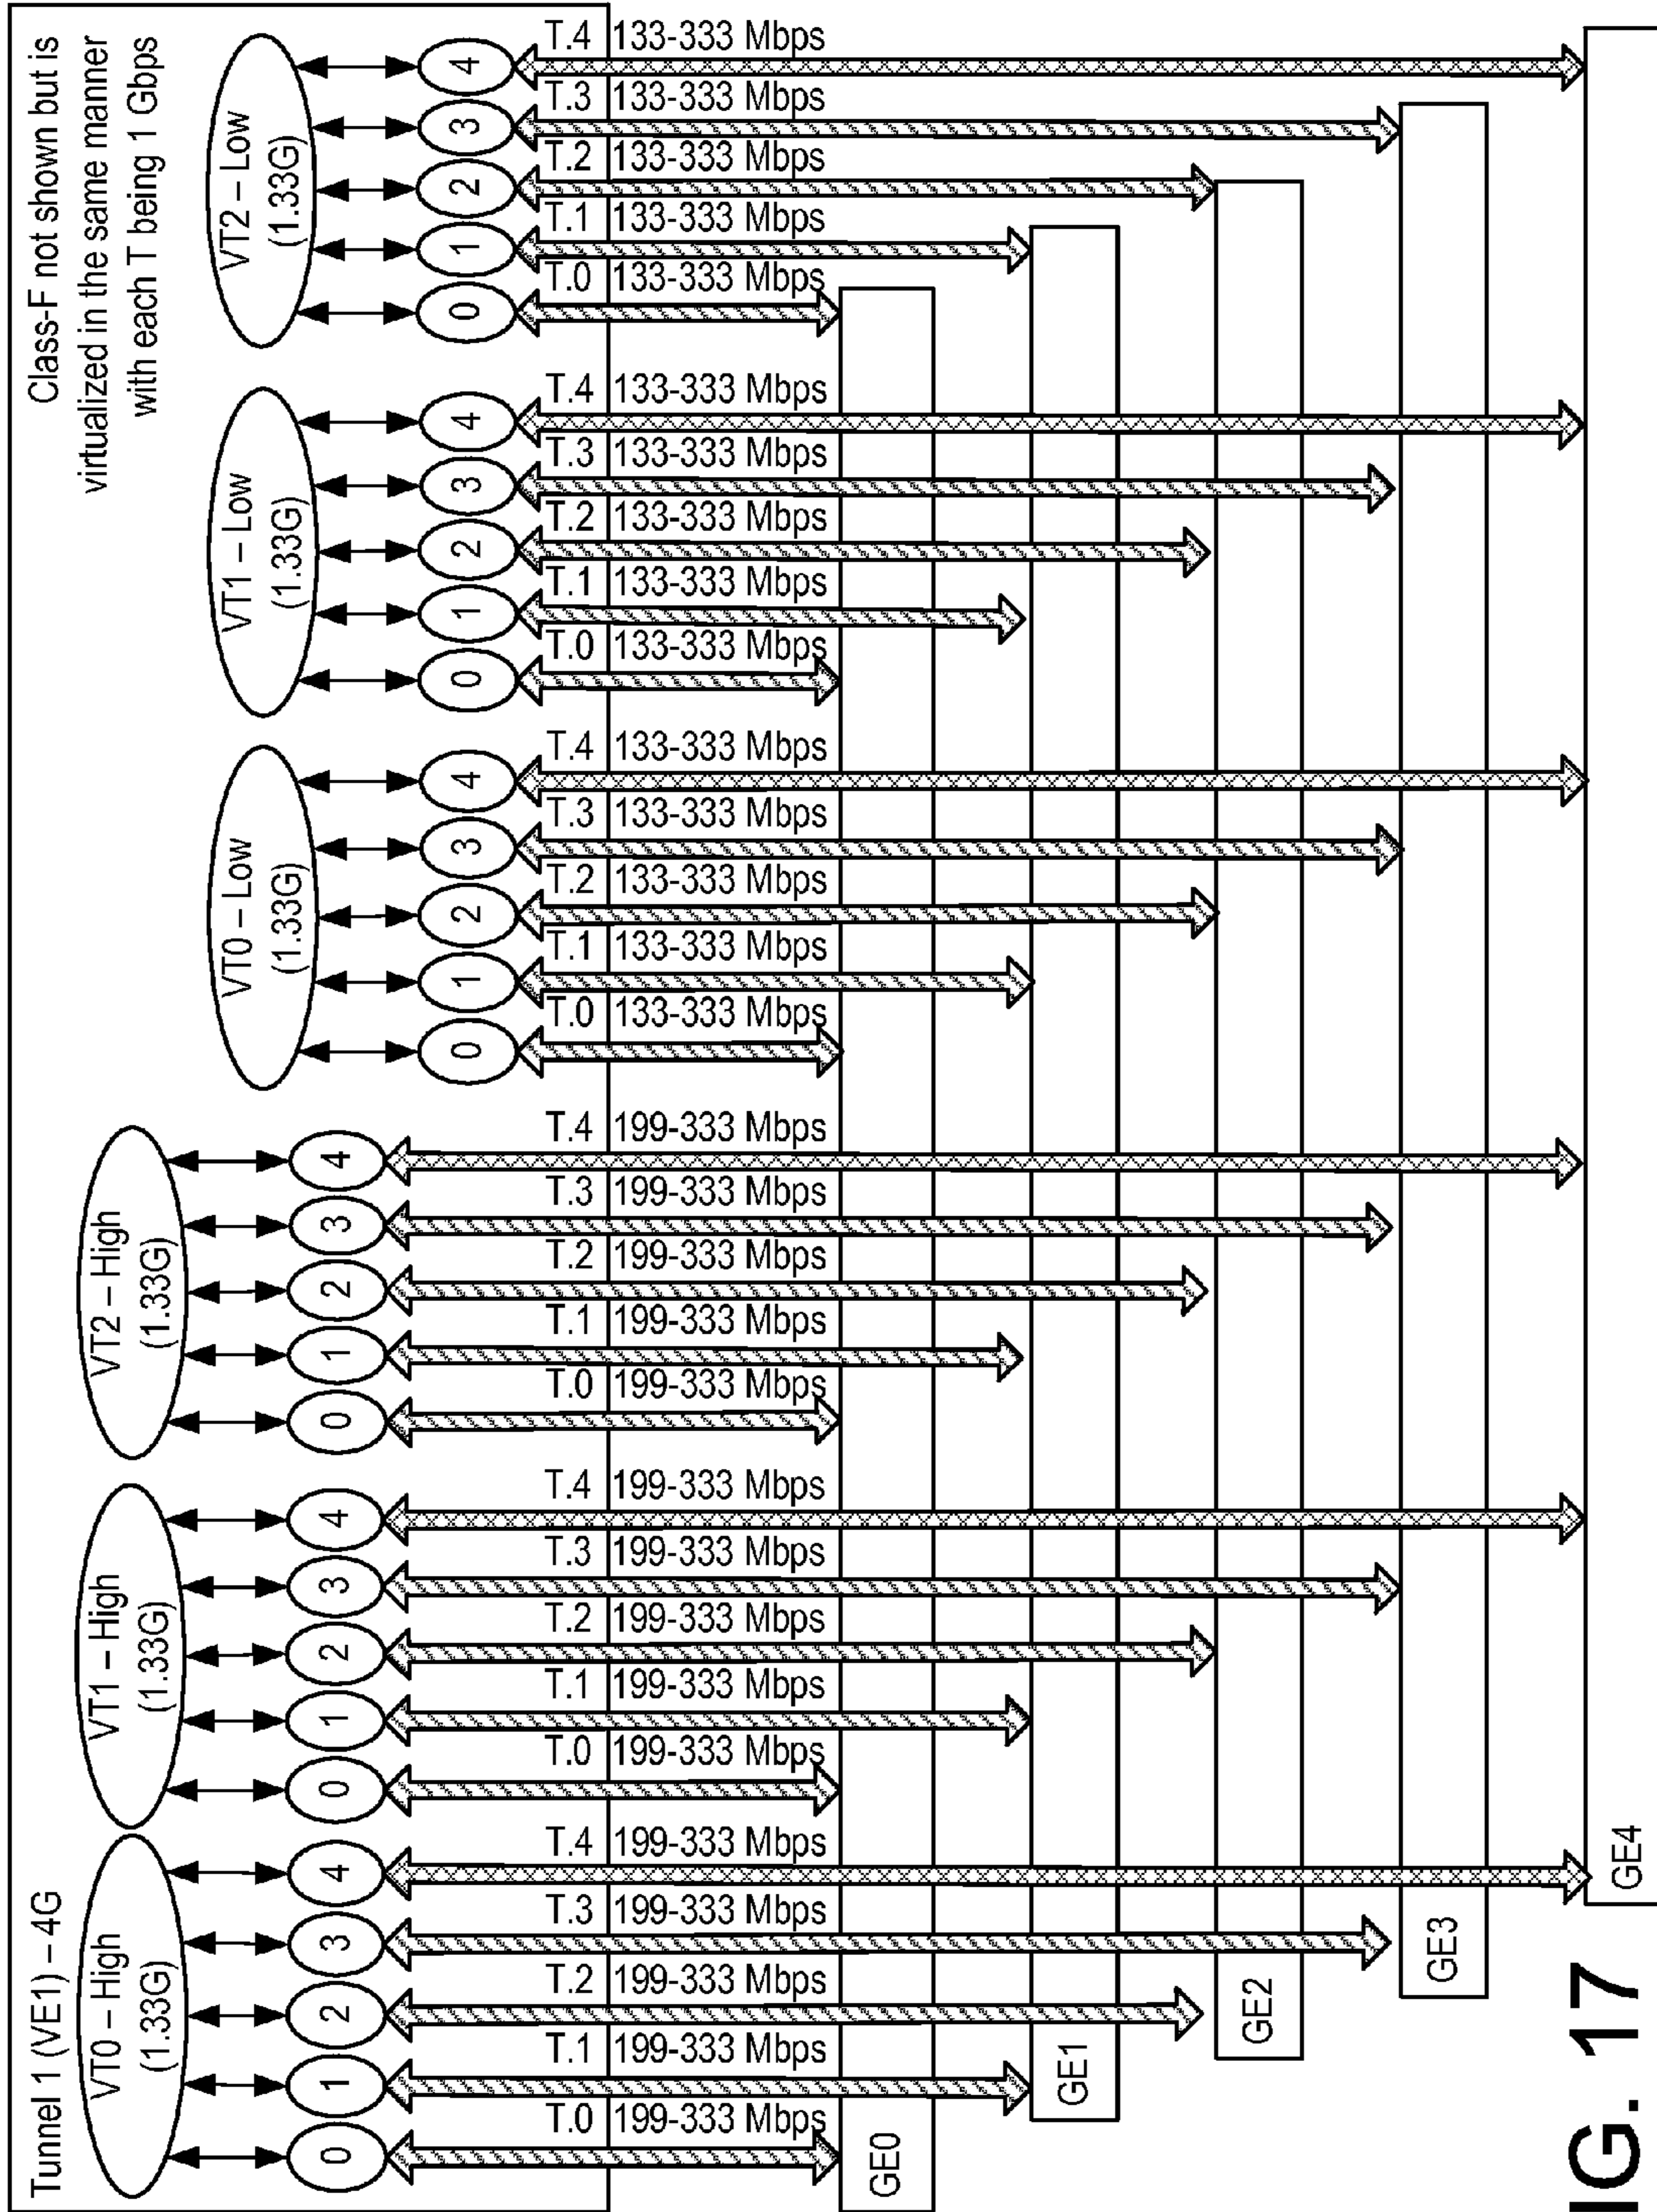 Tunnel 1 (VE1) – 4G
Class-F not shown but is
virtualized in the same manner
with each T being 1 Gbps
VT0 – High
(1.33G)
VT1 – High
(1.33G)
VT2 – High
(1.33G)
VT0 – Low
(1.33G)
VT1 – Low
(1.33G)
VT2 – Low
(1.33G)
0 1 2 3 4
0 1 2 3 4
0 1 2 3 4
0 1 2 3 4
0 1 2 3 4
0 1 2 3 4
T.0 199-333 Mbps
T.1 199-333 Mbps
T.2 199-333 Mbps
T.3 199-333 Mbps
T.4 199-333 Mbps
T.0 199-333 Mbps
T.1 199-333 Mbps
T.2 199-333 Mbps
T.3 199-333 Mbps
T.4 199-333 Mbps
T.0 199-333 Mbps
T.1 199-333 Mbps
T.2 199-333 Mbps
T.3 199-333 Mbps
T.4 199-333 Mbps
T.0 133-333 Mbps
T.1 133-333 Mbps
T.2 133-333 Mbps
T.3 133-333 Mbps
T.4 133-333 Mbps
T.0 133-333 Mbps
T.1 133-333 Mbps
T.2 133-333 Mbps
T.3 133-333 Mbps
T.4 133-333 Mbps
T.0 133-333 Mbps
T.1 133-333 Mbps
T.2 133-333 Mbps
T.3 133-333 Mbps
T.4 133-333 Mbps
GE0
GE1
GE2
GE3
GE4
IG. 17